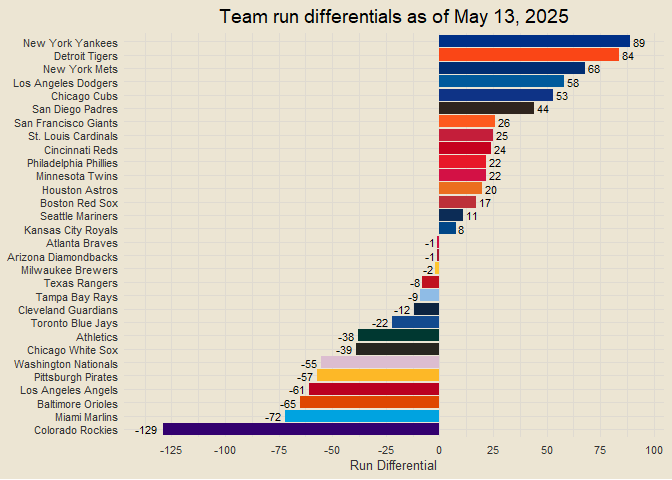 Team run differentials as of May 13, 2025
New York Yankees 89
Detroit Tigers 84
New York Mets 68
Los Angeles Dodgers 58
Chicago Cubs 53
San Diego Padres 44
San Francisco Giants 26
St. Louis Cardinals 25
Cincinnati Reds 24
Philadelphia Phillies 22
Minnesota Twins 22
Houston Astros 20
Boston Red Sox 17
Seattle Mariners 11
Kansas City Royals 8
Atlanta Braves -1
Arizona Diamondbacks -1
Milwaukee Brewers -2
Texas Rangers -8
Tampa Bay Rays -9
Cleveland Guardians -12
Toronto Blue Jays -22
Athletics -38
Chicago White Sox -39
Washington Nationals -55
Pittsburgh Pirates -57
Los Angeles Angels -61
Baltimore Orioles -65
Miami Marlins -72
Colorado Rockies -129
-125 -100 -75 -50 -25 0 25 50 75 100
Run Differential